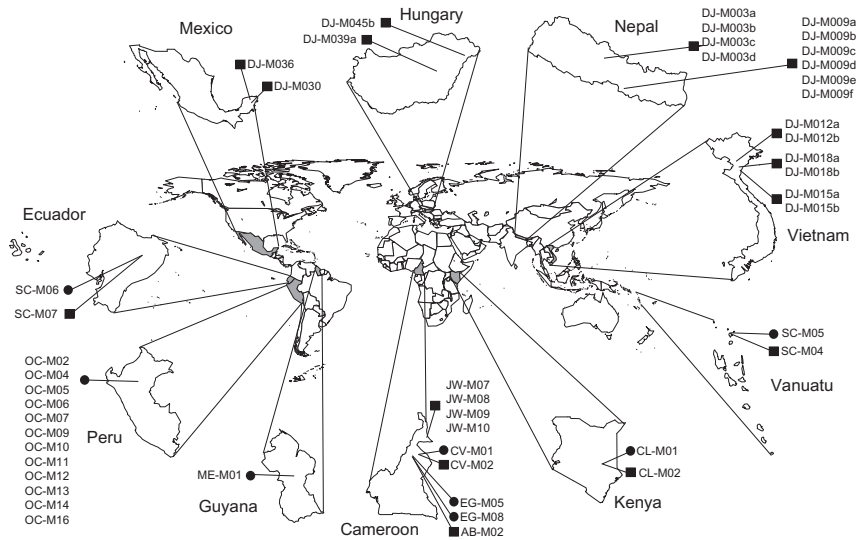 Mexico
DJ-M036
DJ-M030
Hungary
DJ-M045b
DJ-M039a
Nepal
DJ-M003a
DJ-M003b
DJ-M003c
DJ-M003d
DJ-M009a
DJ-M009b
DJ-M009c
DJ-M009d
DJ-M009e
DJ-M009f
DJ-M012a
DJ-M012b
DJ-M018a
DJ-M018b
DJ-M015a
DJ-M015b
Vietnam
Ecuador
SC-M06
SC-M07
SC-M05
SC-M04
Vanuatu
OC-M02
OC-M04
OC-M05
OC-M06
OC-M07
OC-M09
OC-M10
OC-M11
OC-M12
OC-M13
OC-M14
OC-M16
Peru
ME-M01
Guyana
JW-M07
JW-M08
JW-M09
JW-M10
CV-M01
CV-M02
EG-M05
EG-M08
AB-M02
Cameroon
CL-M01
CL-M02
Kenya